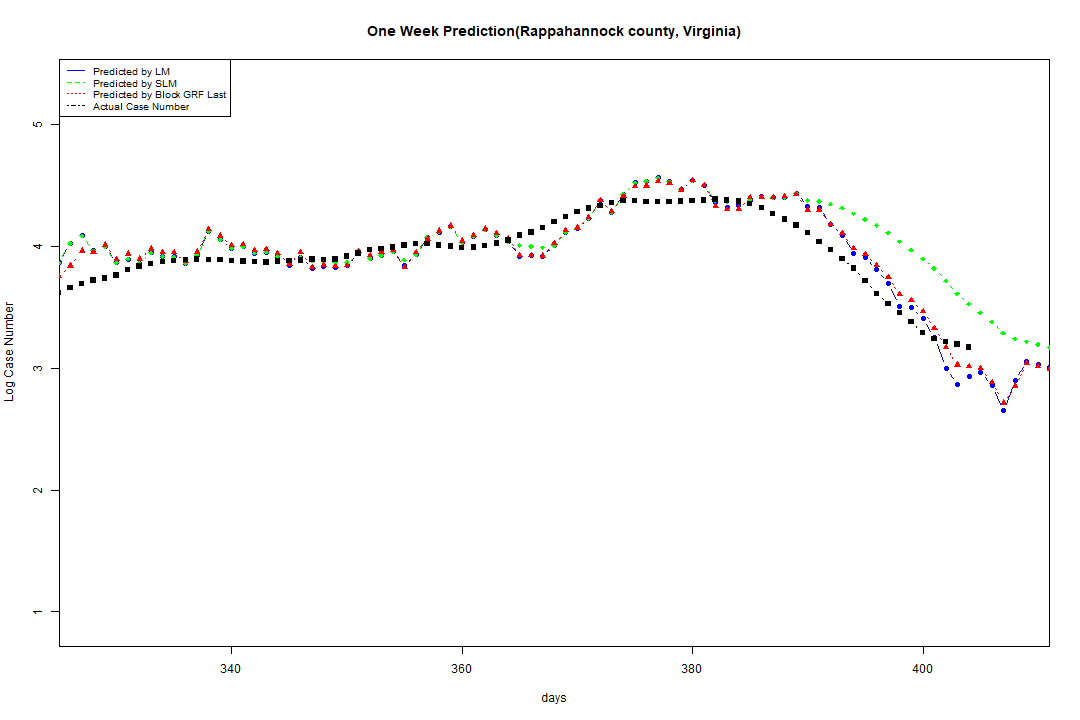 One Week Prediction(Rappahannock county, Virginia)
Predicted by LM
Predicted by SLM
Predicted by Block GRF Last
Actual Case Number
5
4
3
2
1
Log Case Number
340 360 380 400
days